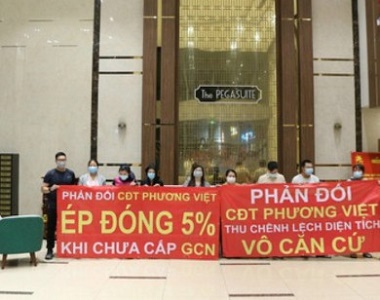 The PEGASUITE
PHẢN ĐỐI CĐT PHƯƠNG VIỆT
ÉP ĐÓNG 5%
KHI CHƯA CẤP GCN
PHẢN ĐỐI
CĐT PHƯƠNG VIỆT
THU CHÊNH LỆCH DIỆN TÍCH
VÔ CĂN CỨ